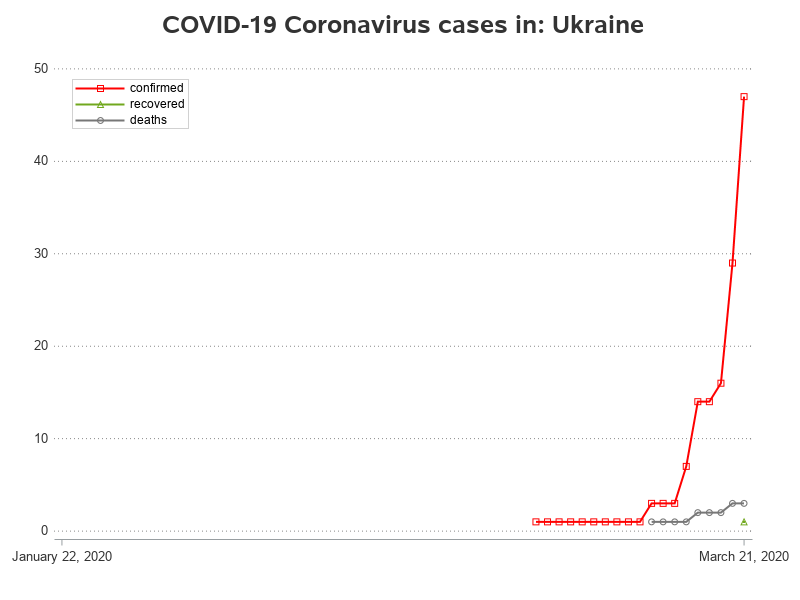 COVID-19 Coronavirus cases in: Ukraine
50
confirmed
recovered
deaths
40
30
20
10
0
January 22, 2020
March 21, 2020